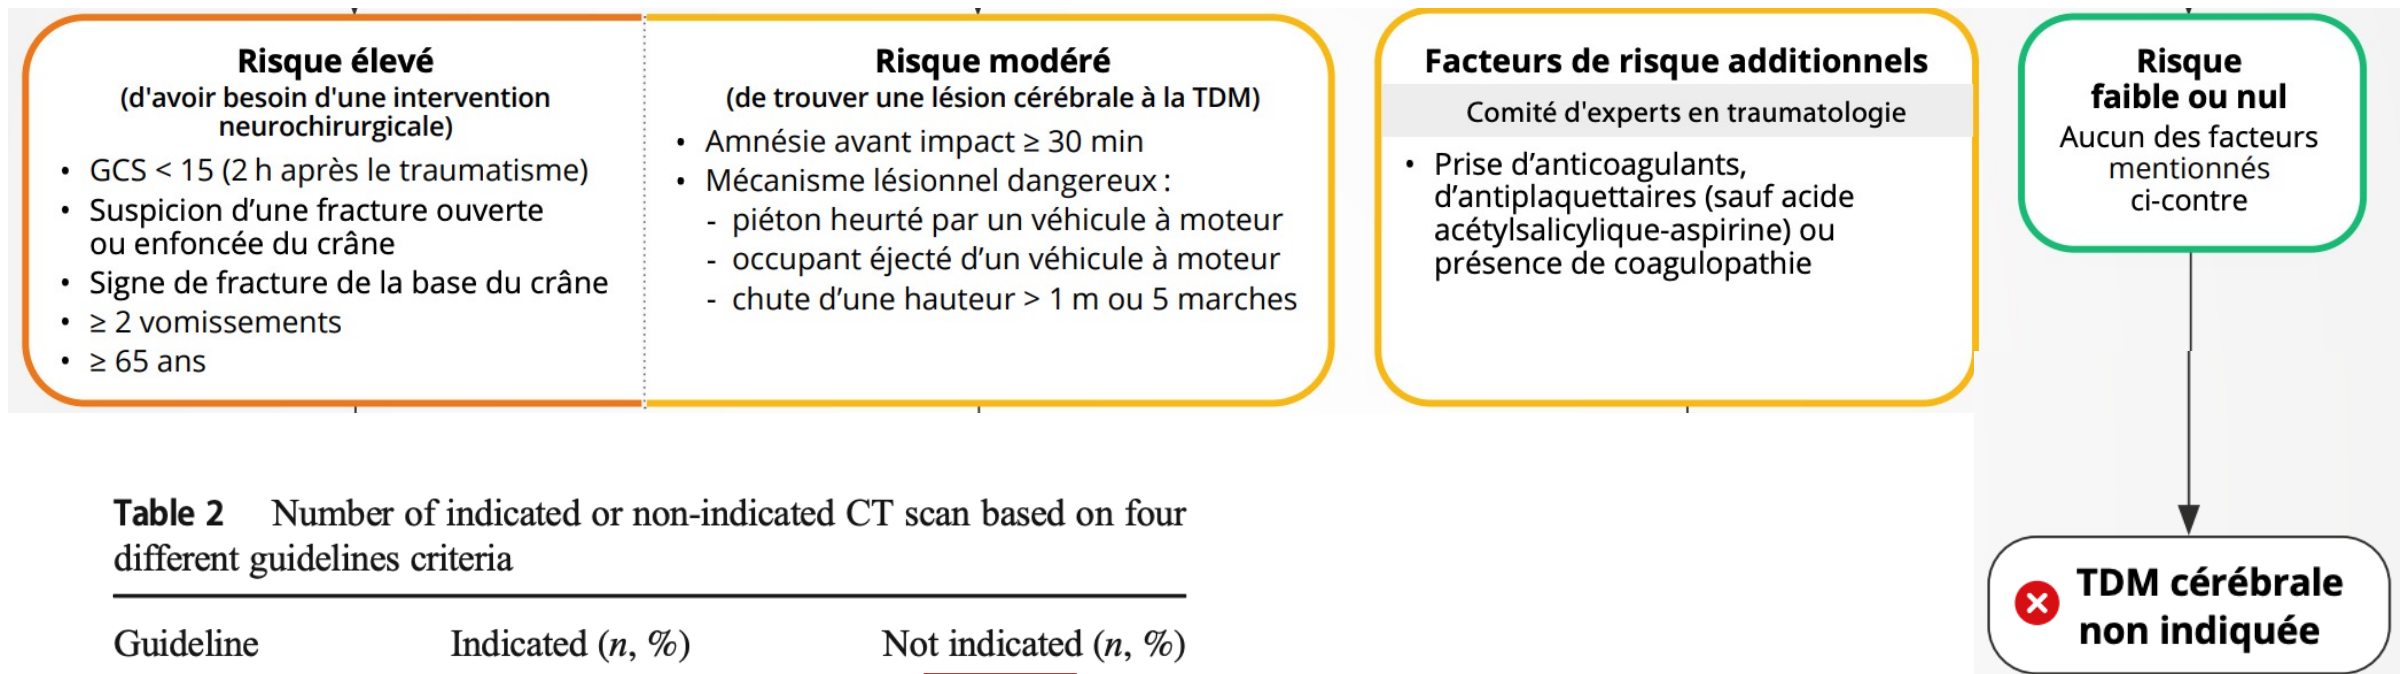 Risque élevé
(d'avoir besoin d'une intervention
neurochirurgicale)
• GCS < 15 (2 h après le traumatisme)
• Suspicion d’une fracture ouverte
ou enfoncée du crâne
• Signe de fracture de la base du crâne
• ≥ 2 vomissements
• ≥ 65 ans
Risque modéré
(de trouver une lésion cérébrale à la TDM)
• Amnésie avant impact ≥ 30 min
• Mécanisme lésionnel dangereux :
- piéton heurté par un véhicule à moteur
- occupant éjecté d’un véhicule à moteur
- chute d’une hauteur > 1 m ou 5 marches
Facteurs de risque additionnels
Comité d'experts en traumatologie
• Prise d’anticoagulants,
d’antiplaquettaires (sauf acide
acétylsalicylique-aspirine) ou
présence de coagulopathie
Risque
faible ou nul
Aucun des facteurs
mentionnés
ci-contre
TDM cérébrale
non indiquée
Table 2 Number of indicated or non-indicated CT scan based on four
different guidelines criteria
Guideline Indicated (n, %) Not indicated (n, %)